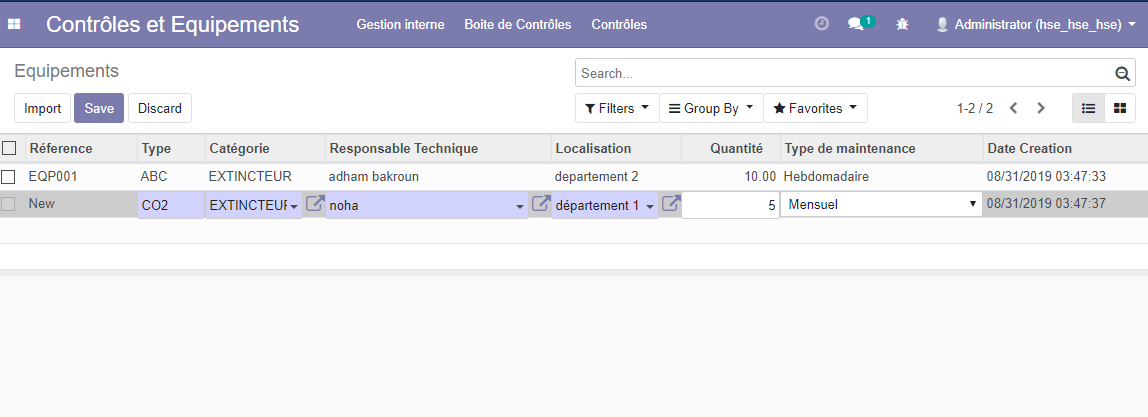 Contrôles et Equipements Gestion interne Boite de Contrôles Contrôles 1 Administrator (hse_hse_hse)
Equipements Search...
Import Save Discard Filters Group By Favorites 1-2 / 2
Réference Type Catégorie Responsable Technique Localisation Quantité Type de maintenance Date Creation
EQP001 ABC EXTINCTEUR adham bakroun departement 2 10.00 Hebdomadaire 08/31/2019 03:47:33
New CO2 EXTINCTEUR noha département 1 5 Mensuel 08/31/2019 03:47:37